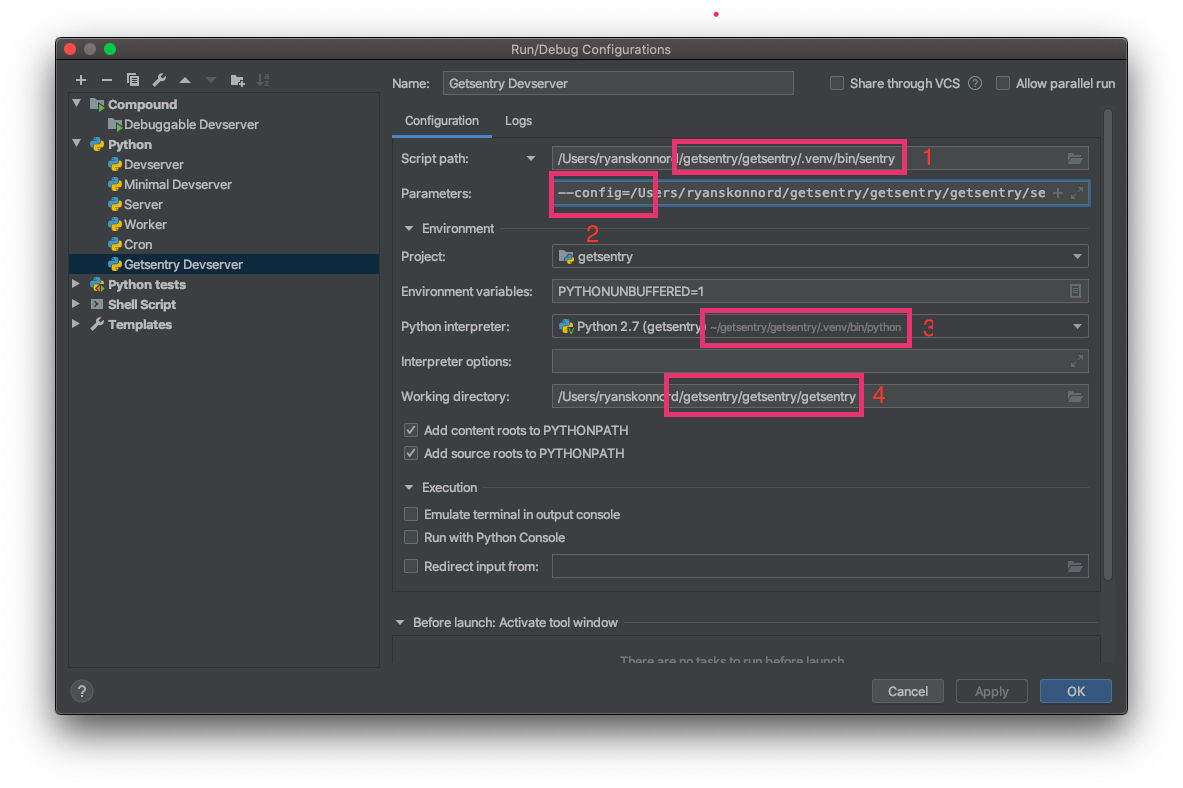 Run/Debug Configurations
Name: Getsentry Devserver Share through VCS ? Allow parallel run
Compound
Debuggable Devserver
Python
Devserver
Minimal Devserver
Server
Worker
Cron
Getsentry Devserver
Python tests
Shell Script
Templates
Configuration Logs
Script path: /Users/ryanskonnord/getsentry/getsentry/.venv/bin/sentry 1
Parameters: --config=/Users/ryanskonnord/getsentry/getsentry/getsentry/se
2
Environment
Project: getsentry
Environment variables: PYTHONUNBUFFERED=1
Python interpreter: Python 2.7 (getsentry) ~/getsentry/getsentry/.venv/bin/python 3
Interpreter options:
Working directory: /Users/ryanskonnord/getsentry/getsentry/getsentry 4
Add content roots to PYTHONPATH
Add source roots to PYTHONPATH
Execution
Emulate terminal in output console
Run with Python Console
Redirect input from:
Before launch: Activate tool window
There are no tasks to run before launch
? Cancel Apply OK